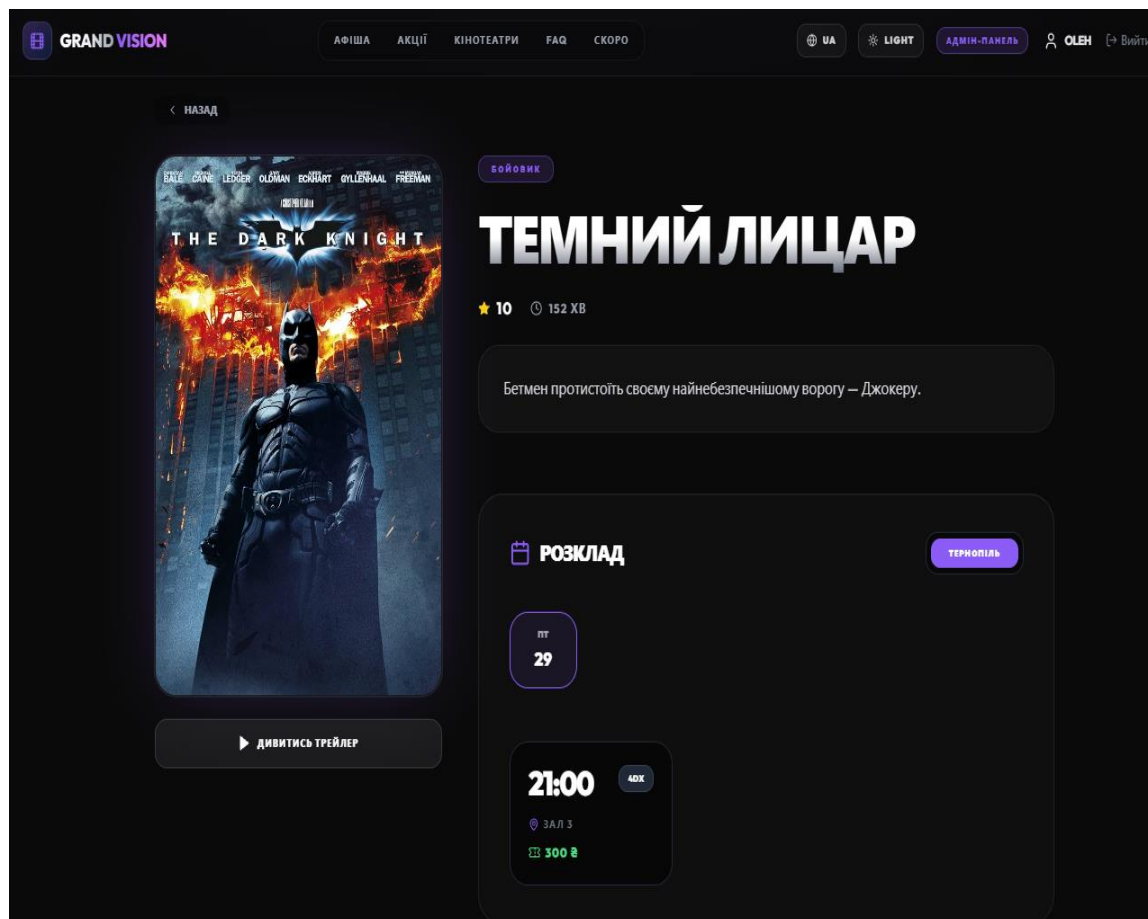 GRAND VISION
АФІША
АКЦІЇ
КІНОТЕАТРИ
FAQ
СКОРО
UA
LIGHT
АДМІН-ПАНЕЛЬ
OLEH
Вийти
НАЗАД
BALE CAINE LEDGER OLDMAN ECKHART GYLLENHAAL FREEMAN
THE DARK KNIGHT
ДИВИТИСЬ ТРЕЙЛЕР
БОЙОВИК
ТЕМНИЙ ЛИЦАР
10
152 ХВ
Бетмен протистоїть своєму найнебезпечнішому ворогу — Джокеру.
РОЗКЛАД
ТЕРНОПІЛЬ
ПТ
29
21:00
4DX
ЗАЛ 3
300 ₴